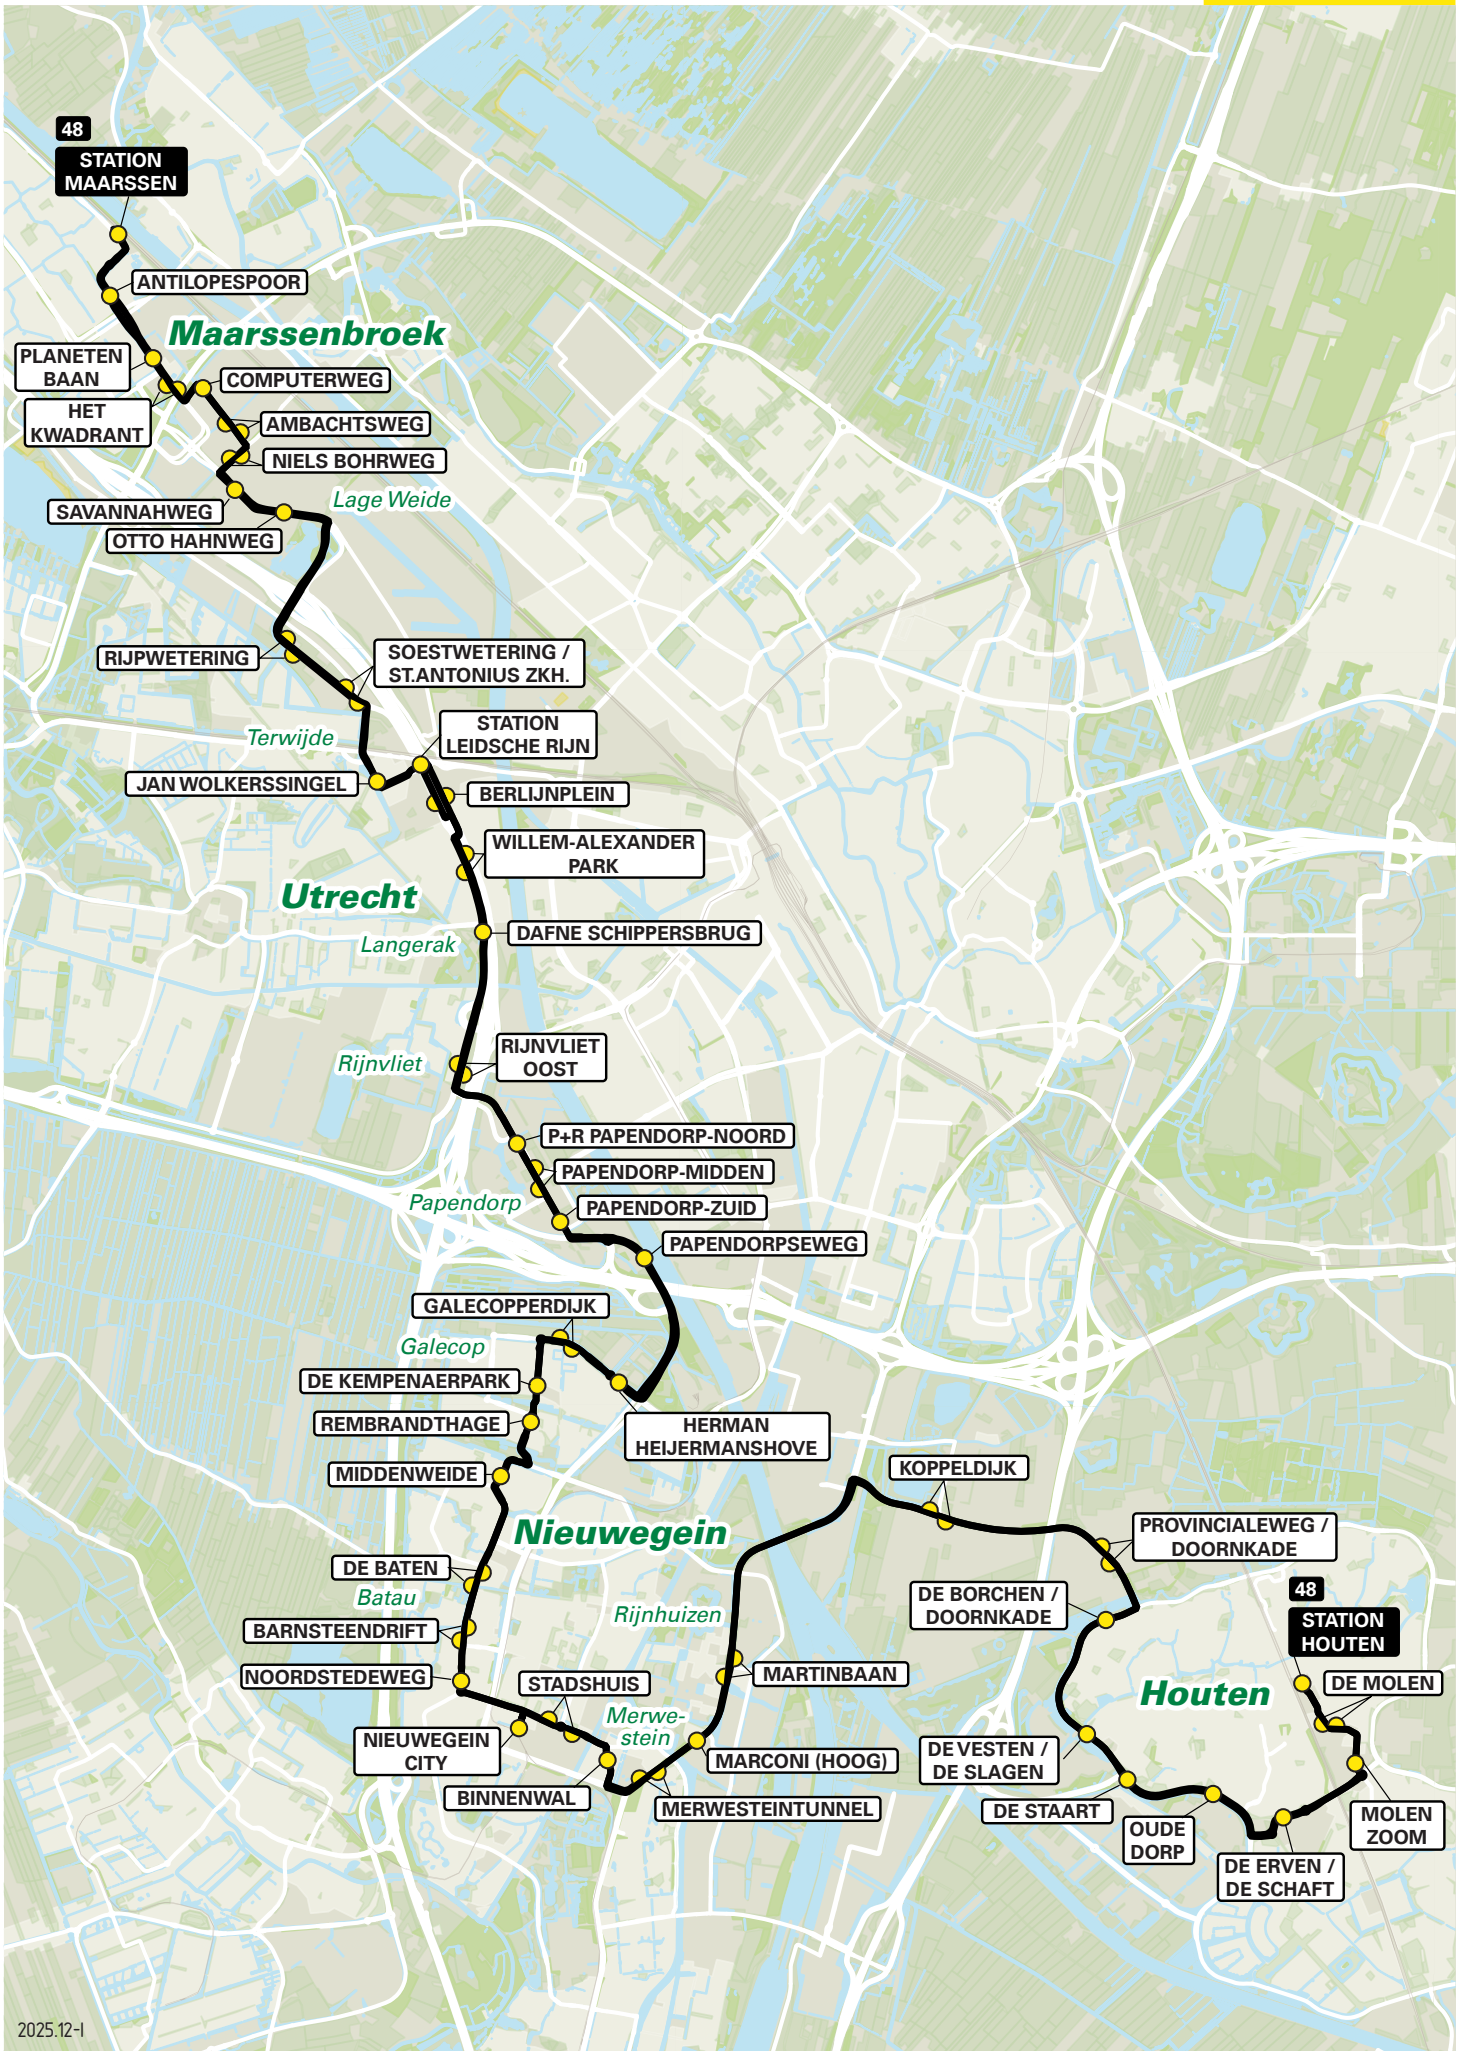 48
STATION
MAARSSEN
ANTILOPESPOOR
Maarssenbroek
PLANETEN
BAAN
COMPUTERWEG
HET
KWADRANT
AMBACHTSWEG
NIELS BOHRWEG
Lage Weide
SAVANNAHWEG
OTTO HAHNWEG
RIJPWETERING
SOESTWETERING /
ST.ANTONIUS ZKH.
STATION
LEIDSCHE RIJN
Terwijde
JAN WOLKERSSINGEL
BERLIJNPLEIN
WILLEM-ALEXANDER
PARK
Utrecht
DAFNE SCHIPPERSBRUG
Langerak
RIJNVLIET
OOST
Rijnvliet
P+R PAPENDORP-NOORD
PAPENDORP-MIDDEN
Papendorp
PAPENDORP-ZUID
PAPENDORPSEWEG
GALECOPPERDIJK
Galecop
DE KEMPENAERPARK
REMBRANDTHAGE
HERMAN
HEIJERMANSHOVE
MIDDENWEIDE
KOPPELDIJK
Nieuwegein
PROVINCIALEWEG /
DOORNKADE
DE BATEN
Batau
DE BORCHEN /
DOORNKADE
48
STATION
HOUTEN
Rijnhuizen
BARNSTEENDRIFT
NOORDSTEDEWEG
STADSHUIS
MARTINBAAN
DE MOLEN
Houten
Merwe-
stein
NIEUWEGEIN
CITY
MARCONI (HOOG)
DE VESTEN /
DE SLAGEN
BINNENWAL
MERWESTEINTUNNEL
DE STAART
OUDE
DORP
MOLEN
ZOOM
DE ERVEN /
DE SCHAFT
2025.12-I